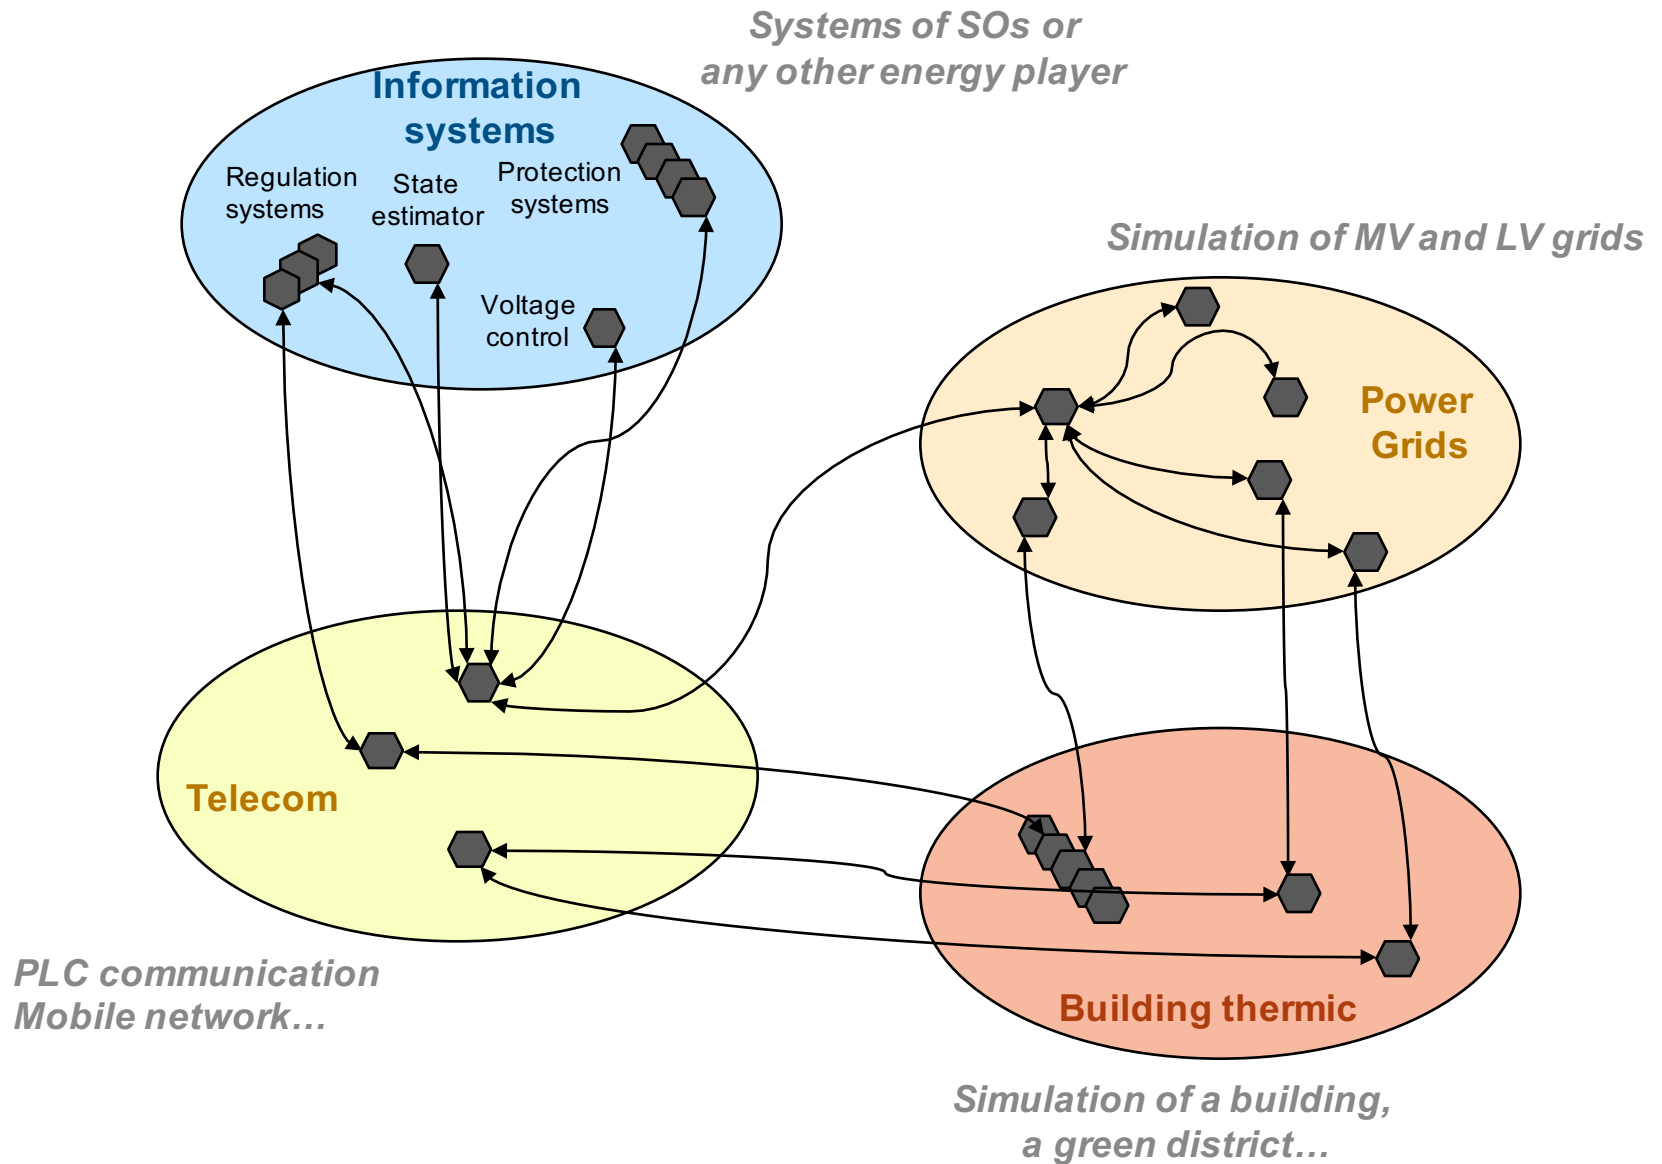 Systems of SOs or
any other energy player
Information
systems
Regulation
systems
State
estimator
Protection
systems
Voltage
control
Simulation of MV and LV grids
Power
Grids
Telecom
PLC communication
Mobile network…
Building thermic
Simulation of a building,
a green district…